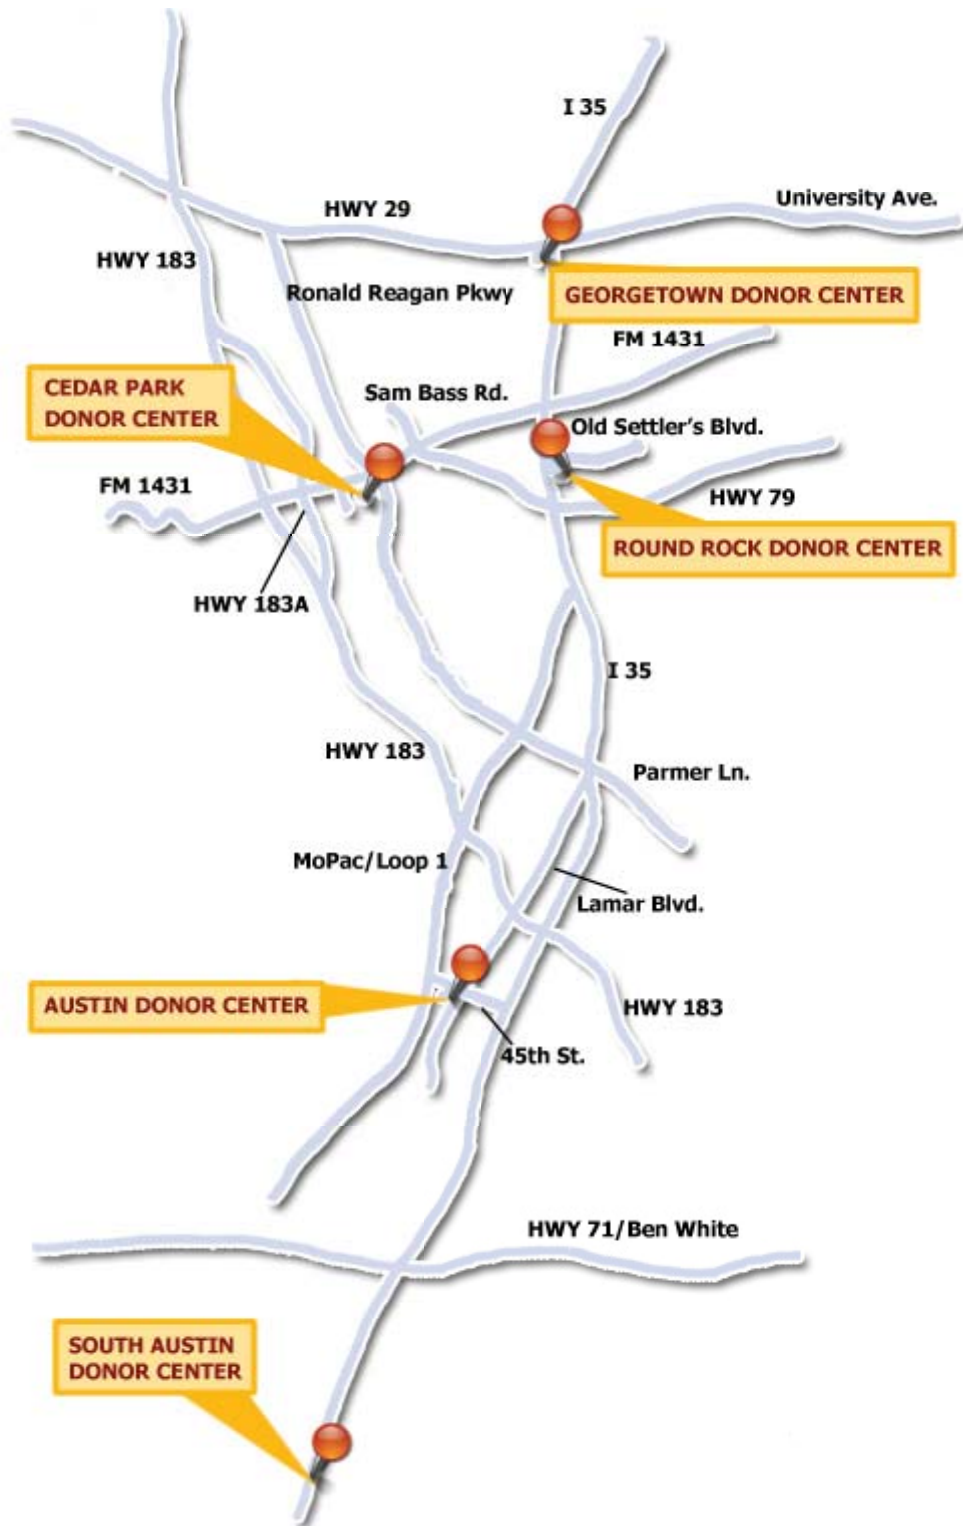 I 35
University Ave.
HWY 29
HWY 183
Ronald Reagan Pkwy
GEORGETOWN DONOR CENTER
FM 1431
CEDAR PARK
DONOR CENTER
Sam Bass Rd.
Old Settler's Blvd.
FM 1431
HWY 79
ROUND ROCK DONOR CENTER
HWY 183A
I 35
HWY 183
Parmer Ln.
MoPac/Loop 1
Lamar Blvd.
AUSTIN DONOR CENTER
HWY 183
45th St.
HWY 71/Ben White
SOUTH AUSTIN
DONOR CENTER